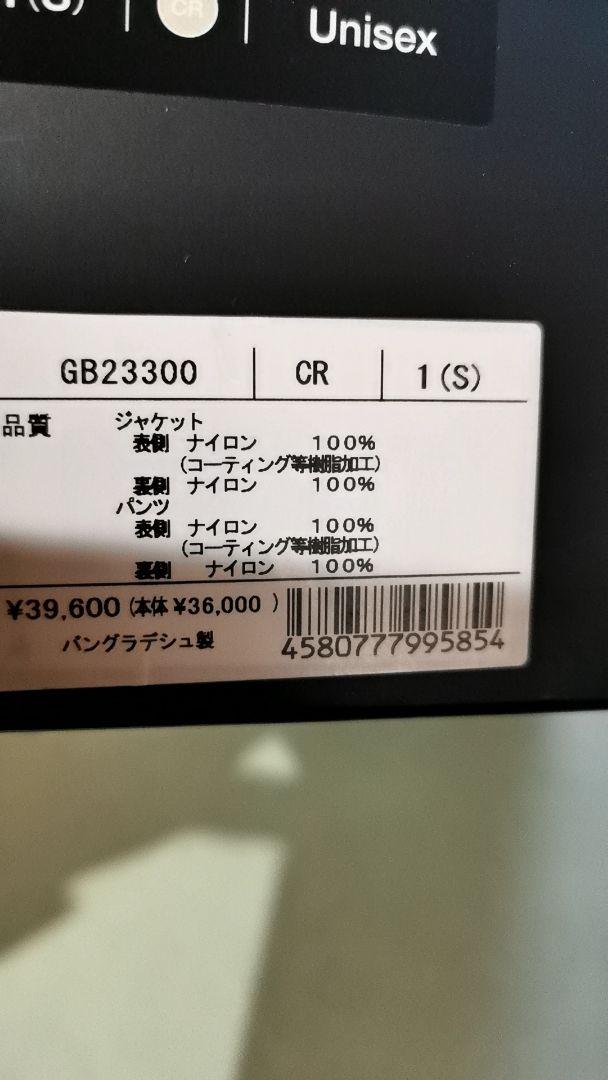 (S)
CR
Unisex
GB23300 CR 1(S)
品質 ジャケット
表側 ナイロン 100%
(コーティング等樹脂加工)
裏側 ナイロン 100%
パンツ
表側 ナイロン 100%
(コーティング等樹脂加工)
裏側 ナイロン 100%
¥39,600 (本体 ¥36,000 )
バングラデシュ製
4580777995854